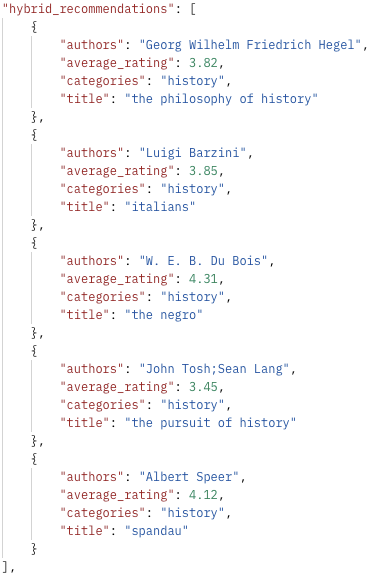 "hybrid_recommendations": [
{
"authors": "Georg Wilhelm Friedrich Hegel",
"average_rating": 3.82,
"categories": "history",
"title": "the philosophy of history"
},
{
"authors": "Luigi Barzini",
"average_rating": 3.85,
"categories": "history",
"title": "italians"
},
{
"authors": "W. E. B. Du Bois",
"average_rating": 4.31,
"categories": "history",
"title": "the negro"
},
{
"authors": "John Tosh;Sean Lang",
"average_rating": 3.45,
"categories": "history",
"title": "the pursuit of history"
},
{
"authors": "Albert Speer",
"average_rating": 4.12,
"categories": "history",
"title": "spandau"
}
],